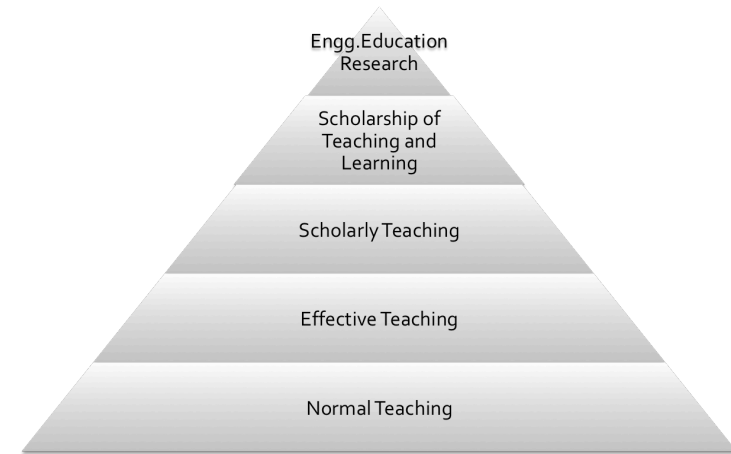 Engg.Education
Research
Scholarship of
Teaching and
Learning
Scholarly Teaching
Effective Teaching
Normal Teaching